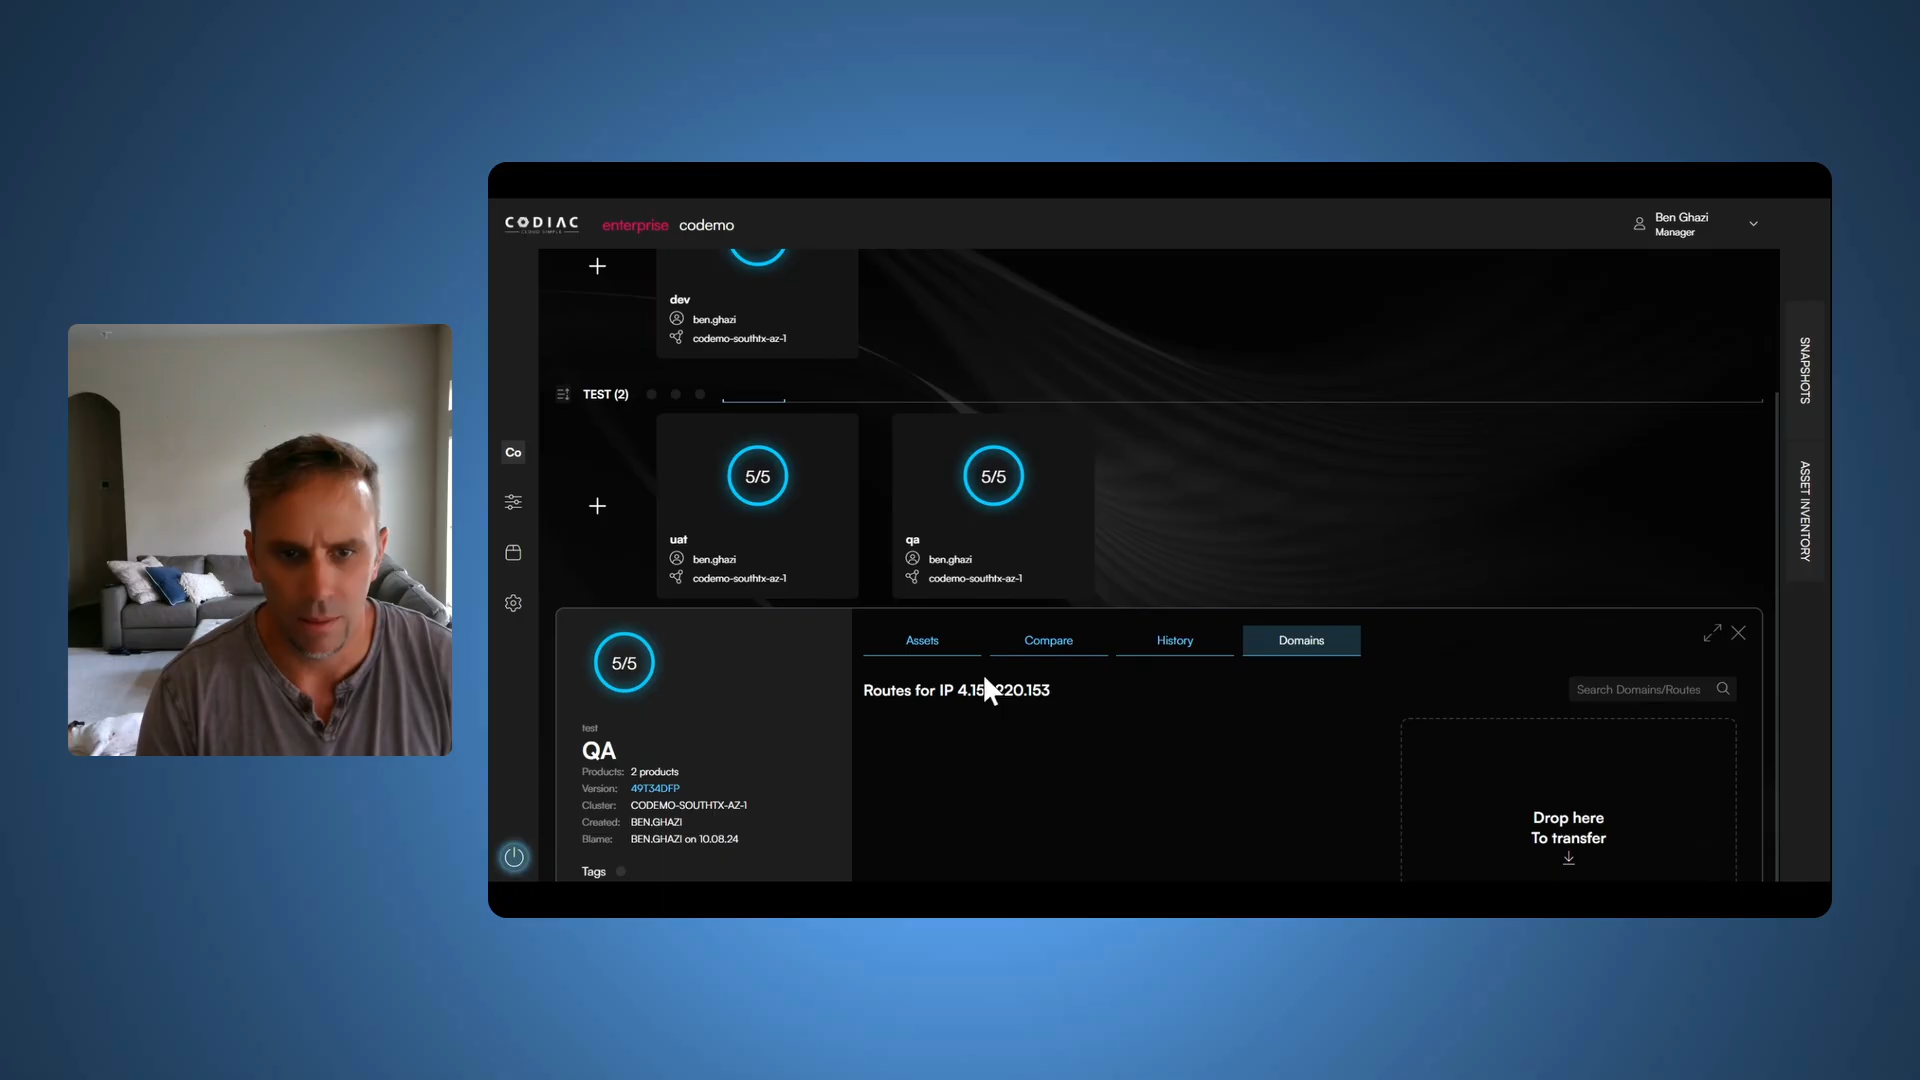 CODIAC
enterprise codemo
Ben Ghazi
Manager
dev
ben.ghazi
codemo-southtx-az-1
TEST (2)
5/5
5/5
uat
ben.ghazi
codemo-southtx-az-1
qa
ben.ghazi
codemo-southtx-az-1
Co
SNAPSHOTS
ASSET INVENTORY
5/5
test
QA
Products: 2 products
Version: 49T34DFP
Cluster: CODEMO-SOUTHTX-AZ-1
Created: BEN.GHAZI
Blame: BEN.GHAZI on 10.08.24
Tags
Assets
Compare
History
Domains
Routes for IP
Search Domains/Routes
Drop here
To transfer